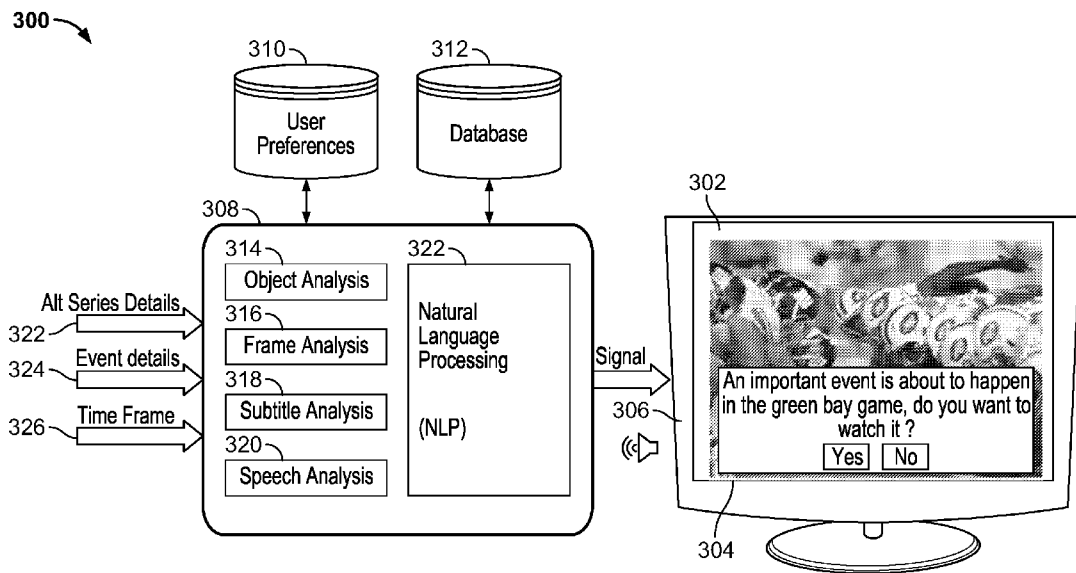 300
310
312
User
Preferences
Database
308
314
Object Analysis
316
Frame Analysis
318
Subtitle Analysis
320
Speech Analysis
322
Natural
Language
Processing
(NLP)
Alt Series Details
322
Event details
324
Time Frame
326
Signal
302
306
An important event is about to happen
in the green bay game, do you want to
watch it ?
Yes No
304